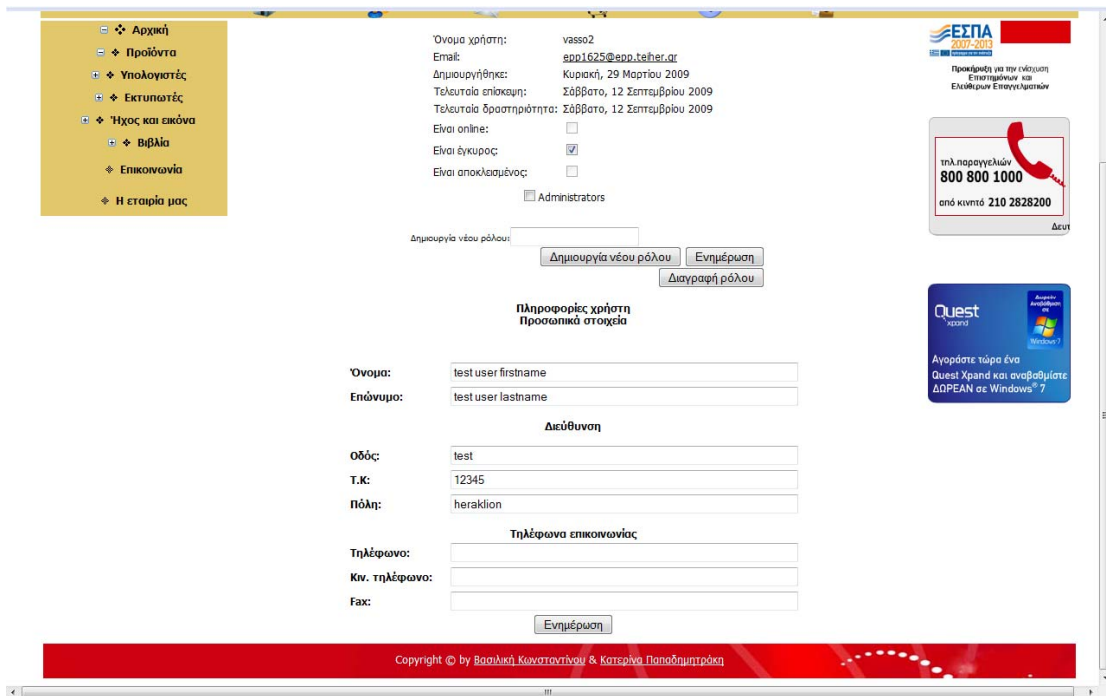 Αρχική
Προϊόντα
Υπολογιστές
Εκτυπωτές
Ήχος και εικόνα
Βιβλία
Επικοινωνία
Η εταιρία μας
Όνομα χρήστη: vasso2
Email: epp1625@epp.teiher.gr
Δημιουργήθηκε: Κυριακή, 29 Μαρτίου 2009
Τελευταία επίσκεψη: Σάββατο, 12 Σεπτεμβρίου 2009
Τελευταία δραστηριότητα: Σάββατο, 12 Σεπτεμβρίου 2009
Είναι online:
Είναι έγκυρος:
Είναι αποκλεισμένος:
Administrators
Δημιουργία νέου ρόλου:
Δημιουργία νέου ρόλου Ενημέρωση
Διαγραφή ρόλου
Πληροφορίες χρήστη
Προσωπικά στοιχεία
Όνομα: test user firstname
Επώνυμο: test user lastname
Διεύθυνση
Οδός: test
Τ.Κ: 12345
Πόλη: heraklion
Τηλέφωνα επικοινωνίας
Τηλέφωνο:
Κιν. τηλέφωνο:
Fax:
Ενημέρωση
ΕΣΠΑ
2007-2013
Προκήρυξη για την ενίσχυση
Επιστημόνων και
Ελεύθερων Επαγγελματιών
τηλ.παραγγελιών
800 800 1000
από κινητό 210 2828200
Δευτ
Quest
xpand
Δωρεάν
Αναβάθμιση
σε
Windows 7
Αγοράστε τώρα ένα
Quest Xpand και αναβαθμίστε
ΔΩΡΕΑΝ σε Windows® 7
Copyright © by Βασιλική Κωνσταντίνου & Κατερίνα Παπαδημητράκη